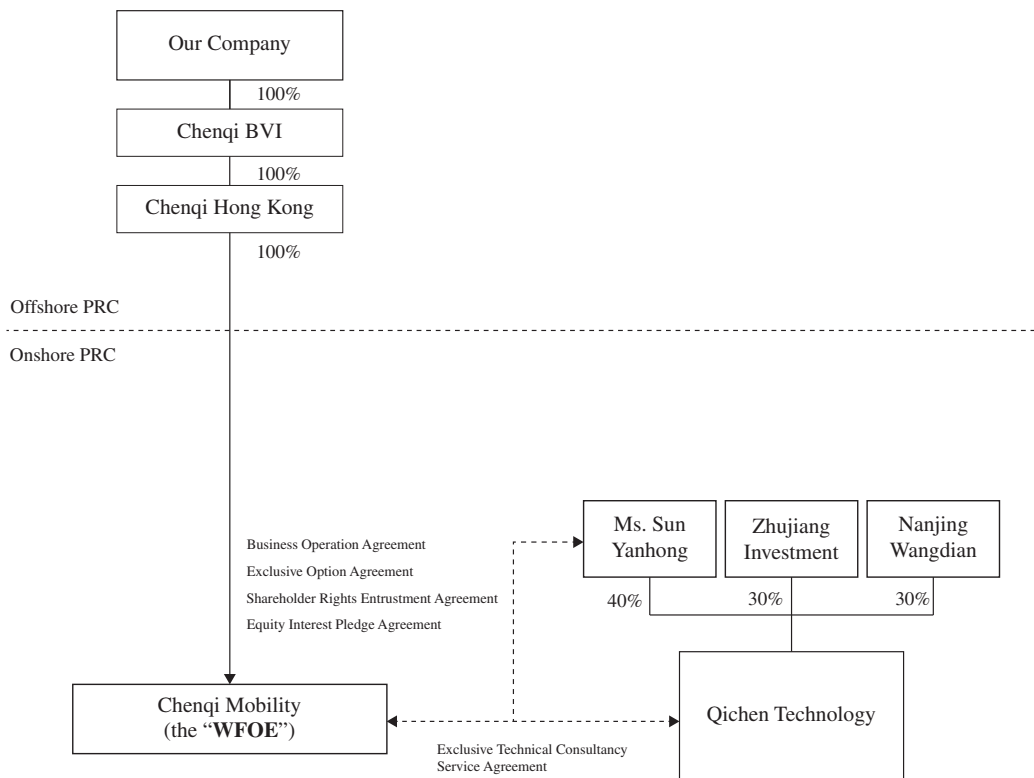 Our Company
100%
Chenqi BVI
100%
Chenqi Hong Kong
100%
Offshore PRC
Onshore PRC
Ms. Sun
Yanhong
Zhujiang
Investment
Nanjing
Wangdian
40%
30%
30%
Business Operation Agreement
Exclusive Option Agreement
Shareholder Rights Entrustment Agreement
Equity Interest Pledge Agreement
Chenqi Mobility
(the “WFOE”)
Qichen Technology
Exclusive Technical Consultancy
Service Agreement